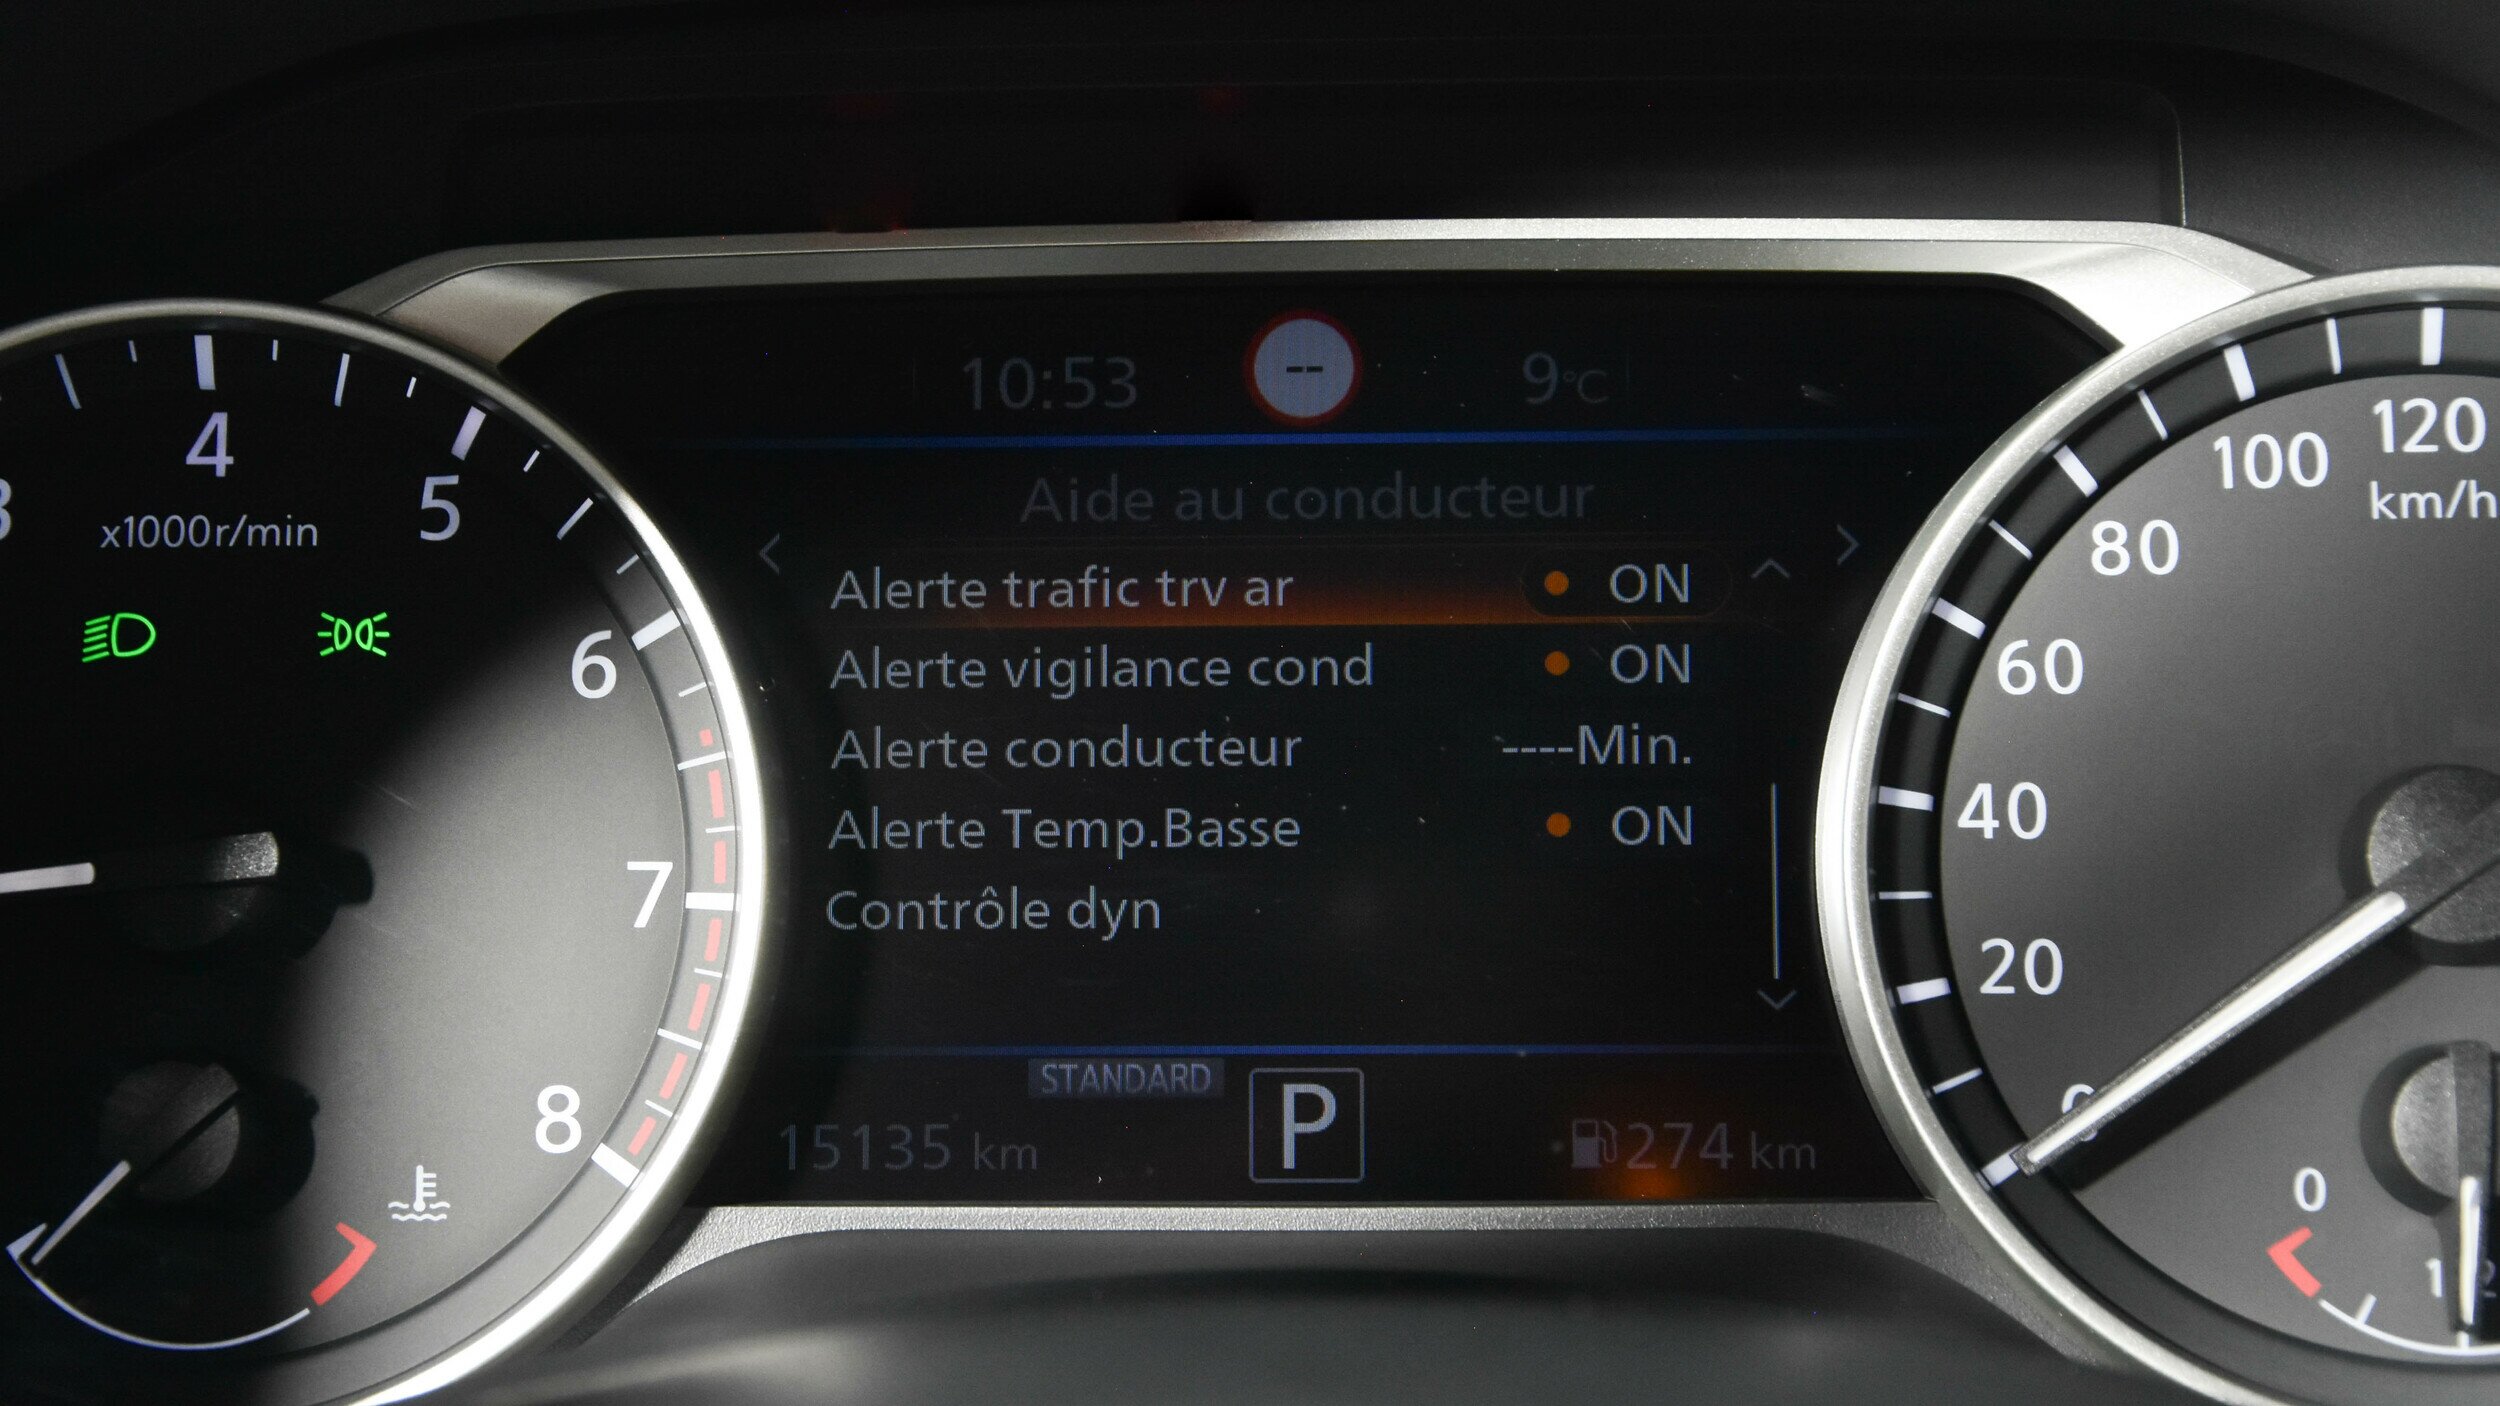 10:53 -- 9°C
Aide au conducteur
Alerte trafic trv ar ON
Alerte vigilance cond ON
Alerte conducteur ----Min.
Alerte Temp.Basse ON
Contrôle dyn
STANDARD
P
15135 km
274 km
4
5
x1000r/min
6
7
8
120
100
km/h
80
60
40
20
0
0